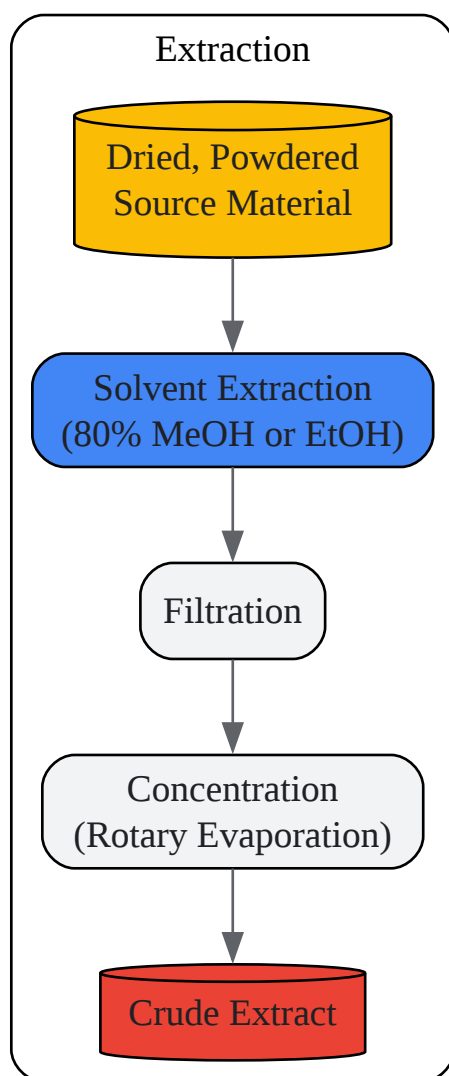 Extraction
Dried, Powdered
Source Material
Solvent Extraction
(80% MeOH or EtOH)
Filtration
Concentration
(Rotary Evaporation)
Crude Extract